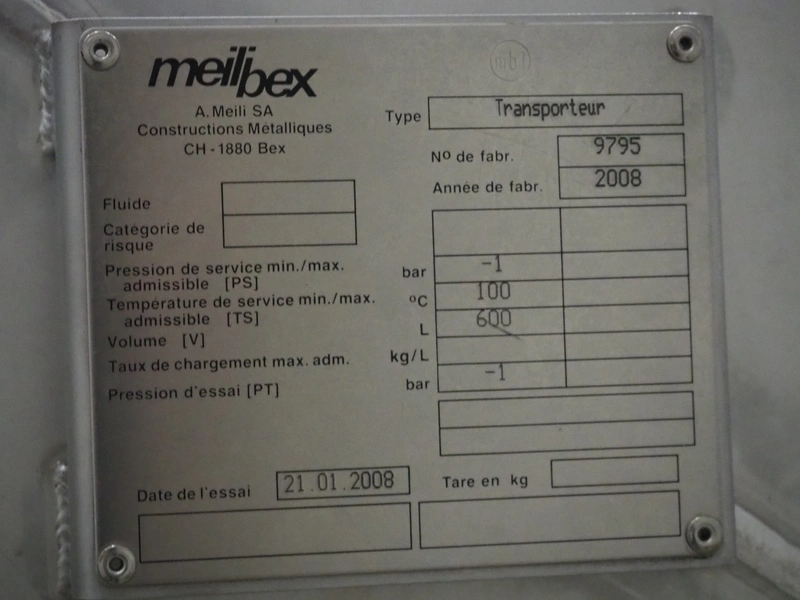 meilibex
A. Meili SA
Constructions Métalliques
CH - 1880 Bex
Type Transporteur
Nº de fabr. 9795
Année de fabr. 2008
Fluide
Catégorie de
risque
Pression de service min./max. bar -1
admissible [PS]
Température de service min./max. ºC 100
admissible [TS]
Volume [V] L 600
Taux de chargement max. adm. kg/L
Pression d'essai [PT] bar -1
Date de l'essai 21.01.2008
Tare en kg